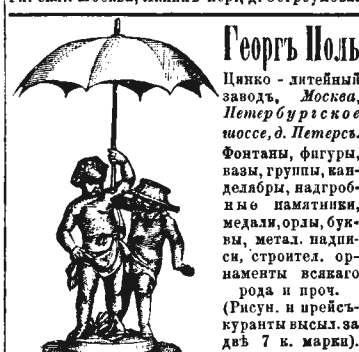 Георгъ Поль
Цинко-литейный
заводъ, Москва,
Петербургское
шоссе, д. Петерсъ.
Фонтаны, фигуры,
вазы, группы, кан-
делябры, надгроб-
ные памятники,
медали, орлы, бук-
вы, метал. надпи-
си, строител. ор-
наменты всякаго
рода и проч.
(Рисун. и прейсъ-
куранты высыл. за
двѣ 7 к. марки).